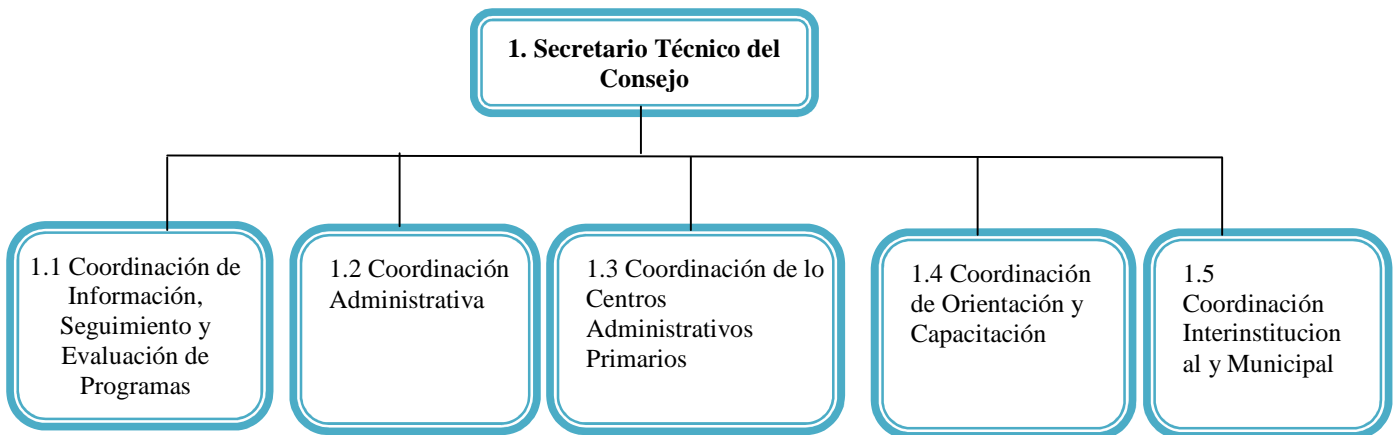 1. Secretario Técnico del
Consejo
1.1 Coordinación de
Información,
Seguimiento y
Evaluación de
Programas
1.2 Coordinación
Administrativa
1.3 Coordinación de lo
Centros
Administrativos
Primarios
1.4 Coordinación
de Orientación y
Capacitación
1.5
Coordinación
Interinstitucion
al y Municipal